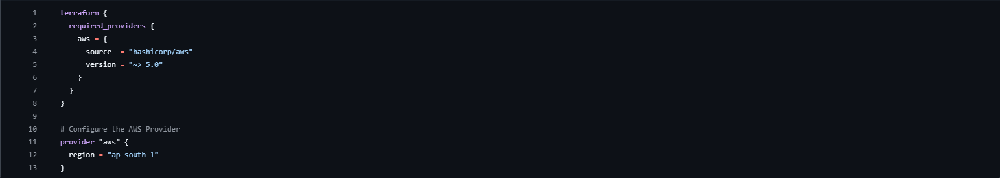 1 terraform {
2   required_providers {
3     aws = {
4       source  = "hashicorp/aws"
5       version = "~> 5.0"
6     }
7   }
8 }
9
10 # Configure the AWS Provider
11 provider "aws" {
12   region = "ap-south-1"
13 }